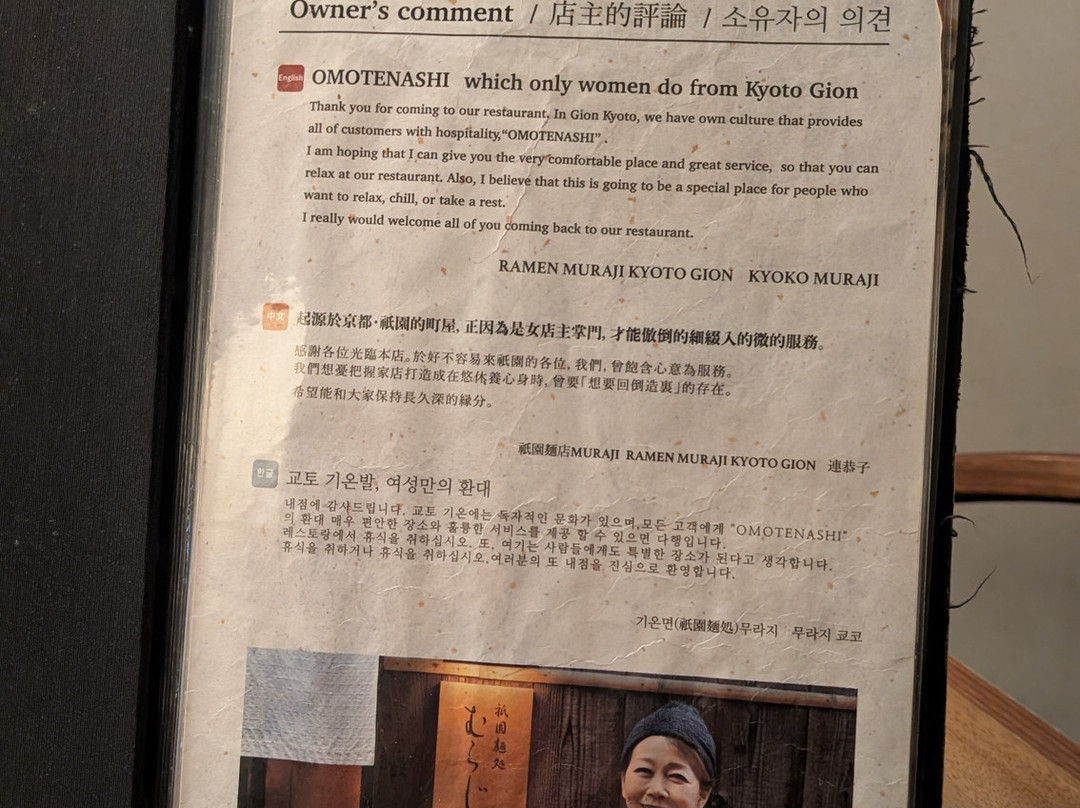 Owner's comment / 店主的評論 / 소유자의 의견
English OMOTENASHI which only women do from Kyoto Gion
Thank you for coming to our restaurant. In Gion Kyoto, we have own culture that provides
all of customers with hospitality,“OMOTENASHI” .
I am hoping that I can give you the very comfortable place and great service, so that you can
relax at our restaurant. Also, I believe that this is going to be a special place for people who
want to relax, chill, or take a rest.
I really would welcome all of you coming back to our restaurant.
RAMEN MURAJI KYOTO GION KYOKO MURAJI
中文 起源於京都·祇園的町屋, 正因為是女店主掌門, 才能做倒的細綴入的微的服務。
感謝各位光臨本店。於好不容易來祇園的各位, 我們, 曾飽含心意為服務。
我們想憂把握家店打造成在悠休養心身時, 曾要「想要回倒造裏」的存在。
希望能和大家保持長久深的緣分。
祇園麵店MURAJI RAMEN MURAJI KYOTO GION 連恭子
한글 교토 기온발, 여성만의 환대
내점에 감사드립니다. 교토 기온에는 독자적인 문화가 있으며,모든 고객에게 "OMOTENASHI"
의 환대 매우 편안한 장소와 훌륭한 서비스를 제공 할 수 있으면 다행입니다.
레스토랑에서 휴식을 취하십시오. 또, 여기는 사람들에게도 특별한 장소가 된다고 생각합니다.
휴식을 취하거나 휴식을 취하십시오.여러분의 또 내점을 진심으로 환영합니다.
기온면(祇園麺処)무라지 무라지 쿄코
祇園麺処
むらじ